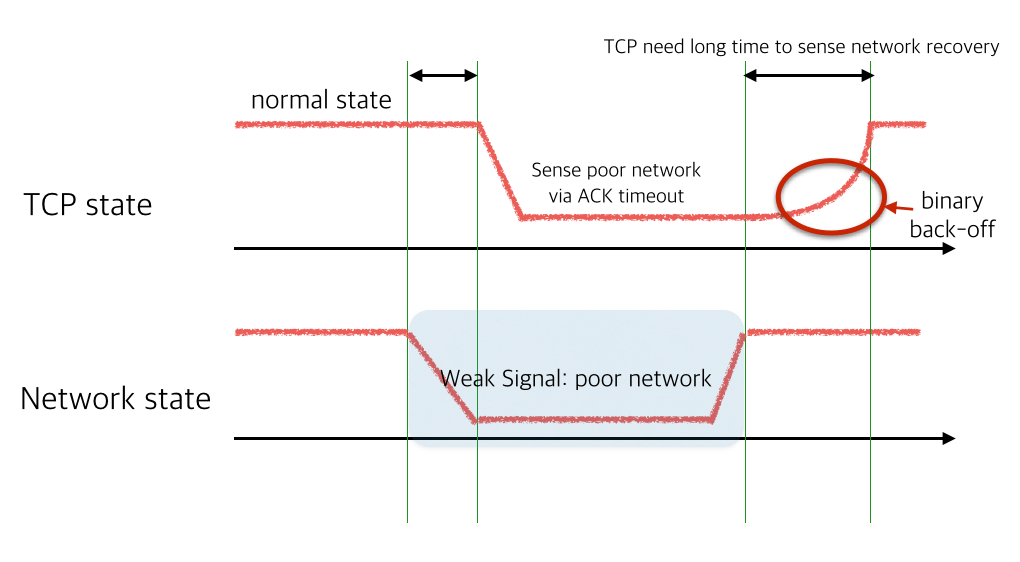 TCP need long time to sense network recovery
normal state
Sense poor network
via ACK timeout
TCP state
binary
back-off
Weak Signal: poor network
Network state